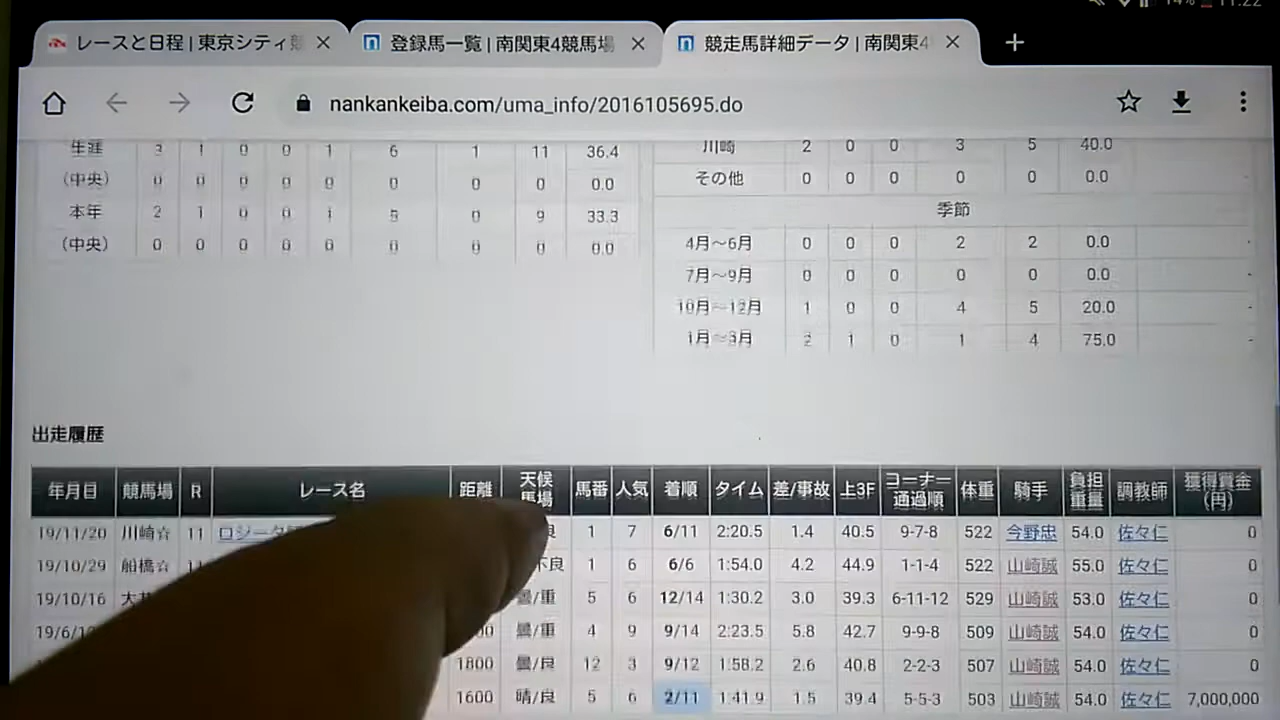 14% 11:22
レースと日程 | 東京シティ競
登録馬一覧 | 南関東4競馬場
競走馬詳細データ | 南関東4
nankankeiba.com/uma_info/2016105695.do
生涯 3 1 0 0 1 6 1 11 36.4
(中央) 0 0 0 0 0 0 0 0 0.0
本年 2 1 0 0 1 5 0 9 33.3
(中央) 0 0 0 0 0 0 0 0 0.0
川崎 2 0 0 3 5 40.0
その他 0 0 0 0 0 0.0
季節
4月～6月 0 0 0 2 2 0.0 -
7月～9月 0 0 0 0 0 0.0 -
10月～12月 1 0 0 4 5 20.0 -
1月～3月 2 1 0 1 4 75.0 -
出走履歴
年月日 競馬場 R レース名 距離 天候馬場 馬番 人気 着順 タイム 差/事故 上3F コーナー通過順 体重 騎手 負担重量 調教師 獲得賞金(円)
19/11/20 川崎☆ 11 ロジータ 良 1 7 6/11 2:20.5 1.4 40.5 9-7-8 522 今野忠 54.0 佐々仁 0
19/10/29 船橋☆ 不良 1 6 6/6 1:54.0 4.2 44.9 1-1-4 522 山崎誠 55.0 佐々仁 0
19/10/16 大井 曇/重 5 6 12/14 1:30.2 3.0 39.3 6-11-12 529 山崎誠 53.0 佐々仁 0
19/6/1 曇/重 4 9 9/14 2:23.5 5.8 42.7 9-9-8 509 山崎誠 54.0 佐々仁 0
1800 曇/良 12 3 9/12 1:58.2 2.6 40.8 2-2-3 507 山崎誠 54.0 佐々仁 0
1600 晴/良 5 6 2/11 1:41.9 1.5 39.4 5-5-3 503 山崎誠 54.0 佐々仁 7,000,000